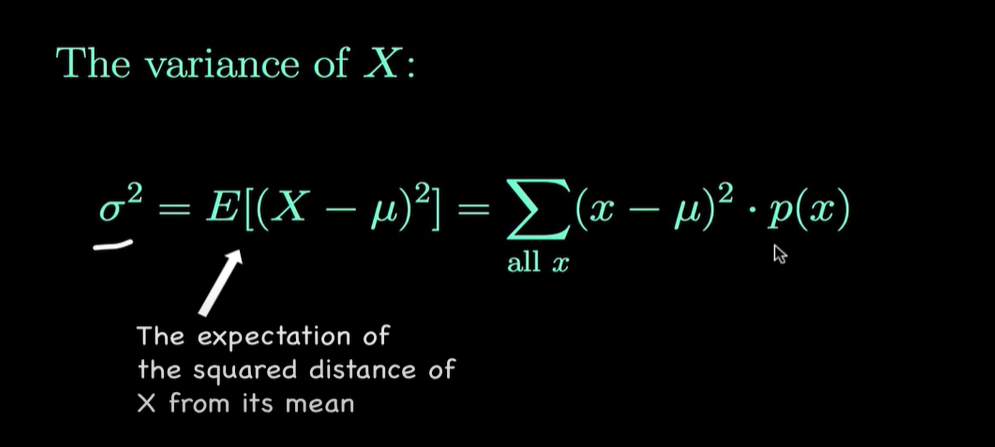 The variance of X:
σ² = E[(X − μ)²] = ∑(x − μ)² · p(x)
all x
The expectation of
the squared distance of
X from its mean